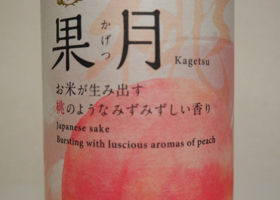 果月
かげつ
Kagetsu
お米が生み出す
桃のようなみずみずしい香り
Japanese sake
Bursting with luscious aromas of peach